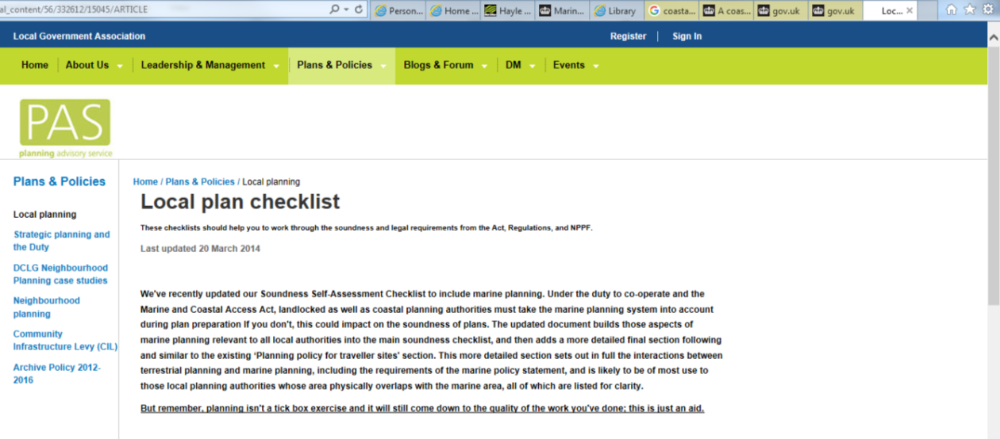 al_content/56/332612/15045/ARTICLE
Person...
Home ...
Hayle ...
Marin...
Library
coasta...
A coas...
gov.uk
gov.uk
Loc...
Local Government Association
Register
Sign In
Home
About Us
Leadership & Management
Plans & Policies
Blogs & Forum
DM
Events
PAS
planning advisory service
Plans & Policies
Local planning
Strategic planning and
the Duty
DCLG Neighbourhood
Planning case studies
Neighbourhood
planning
Community
Infrastructure Levy (CIL)
Archive Policy 2012-
2016
Home / Plans & Policies / Local planning
Local plan checklist
These checklists should help you to work through the soundness and legal requirements from the Act, Regulations, and NPPF.
Last updated 20 March 2014
We've recently updated our Soundness Self-Assessment Checklist to include marine planning. Under the duty to co-operate and the
Marine and Coastal Access Act, landlocked as well as coastal planning authorities must take the marine planning system into account
during plan preparation If you don't, this could impact on the soundness of plans. The updated document builds those aspects of
marine planning relevant to all local authorities into the main soundness checklist, and then adds a more detailed final section following
and similar to the existing ‘Planning policy for traveller sites’ section. This more detailed section sets out in full the interactions between
terrestrial planning and marine planning, including the requirements of the marine policy statement, and is likely to be of most use to
those local planning authorities whose area physically overlaps with the marine area, all of which are listed for clarity.
But remember, planning isn't a tick box exercise and it will still come down to the quality of the work you've done; this is just an aid.